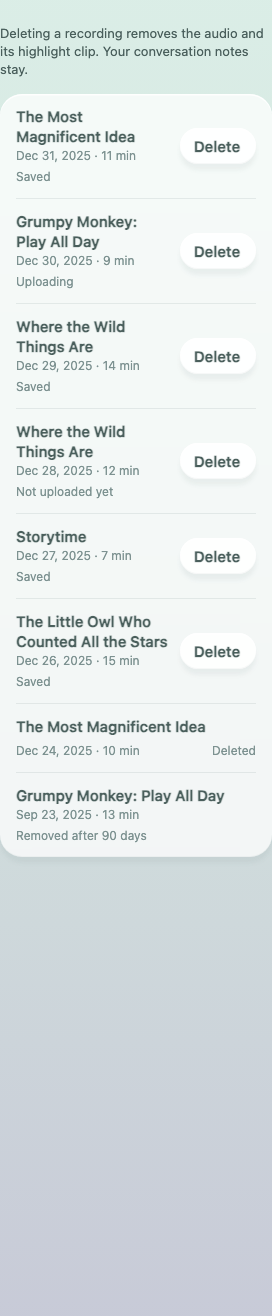 Deleting a recording removes the audio and
its highlight clip. Your conversation notes
stay.
The Most
Magnificent Idea
Dec 31, 2025 · 11 min
Saved
Delete
Grumpy Monkey:
Play All Day
Dec 30, 2025 · 9 min
Uploading
Delete
Where the Wild
Things Are
Dec 29, 2025 · 14 min
Saved
Delete
Where the Wild
Things Are
Dec 28, 2025 · 12 min
Not uploaded yet
Delete
Storytime
Dec 27, 2025 · 7 min
Saved
Delete
The Little Owl Who
Counted All the Stars
Dec 26, 2025 · 15 min
Saved
Delete
The Most Magnificent Idea
Dec 24, 2025 · 10 min
Deleted
Grumpy Monkey: Play All Day
Sep 23, 2025 · 13 min
Removed after 90 days